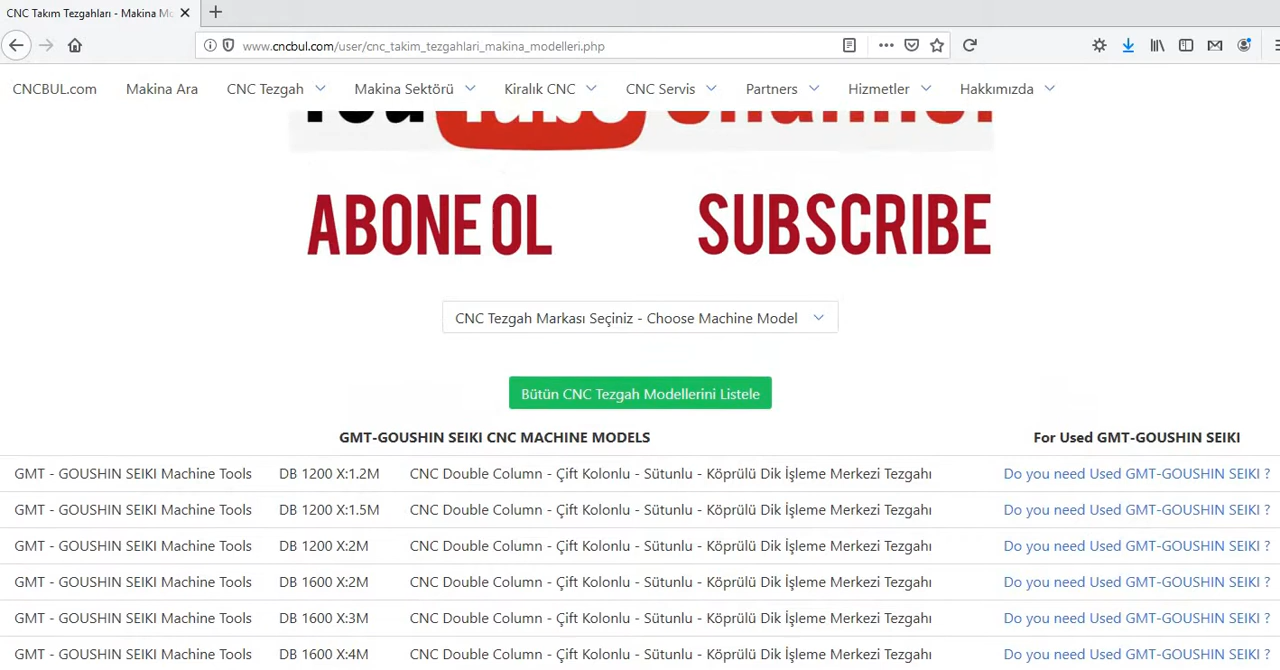 CNC Takım Tezgahları - Makina Mo
www.cncbul.com/user/cnc_takim_tezgahlari_makina_modelleri.php
CNCBUL.com Makina Ara CNC Tezgah Makina Sektörü Kiralık CNC CNC Servis Partners Hizmetler Hakkımızda
YouTube Channel
ABONE OL SUBSCRIBE
CNC Tezgah Markası Seçiniz - Choose Machine Model
Bütün CNC Tezgah Modellerini Listele
GMT-GOUSHIN SEIKI CNC MACHINE MODELS For Used GMT-GOUSHIN SEIKI
GMT - GOUSHIN SEIKI Machine Tools DB 1200 X:1.2M CNC Double Column - Çift Kolonlu - Sütunlu - Köprülü Dik İşleme Merkezi Tezgahı Do you need Used GMT-GOUSHIN SEIKI ?
GMT - GOUSHIN SEIKI Machine Tools DB 1200 X:1.5M CNC Double Column - Çift Kolonlu - Sütunlu - Köprülü Dik İşleme Merkezi Tezgahı Do you need Used GMT-GOUSHIN SEIKI ?
GMT - GOUSHIN SEIKI Machine Tools DB 1200 X:2M CNC Double Column - Çift Kolonlu - Sütunlu - Köprülü Dik İşleme Merkezi Tezgahı Do you need Used GMT-GOUSHIN SEIKI ?
GMT - GOUSHIN SEIKI Machine Tools DB 1600 X:2M CNC Double Column - Çift Kolonlu - Sütunlu - Köprülü Dik İşleme Merkezi Tezgahı Do you need Used GMT-GOUSHIN SEIKI ?
GMT - GOUSHIN SEIKI Machine Tools DB 1600 X:3M CNC Double Column - Çift Kolonlu - Sütunlu - Köprülü Dik İşleme Merkezi Tezgahı Do you need Used GMT-GOUSHIN SEIKI ?
GMT - GOUSHIN SEIKI Machine Tools DB 1600 X:4M CNC Double Column - Çift Kolonlu - Sütunlu - Köprülü Dik İşleme Merkezi Tezgahı Do you need Used GMT-GOUSHIN SEIKI ?